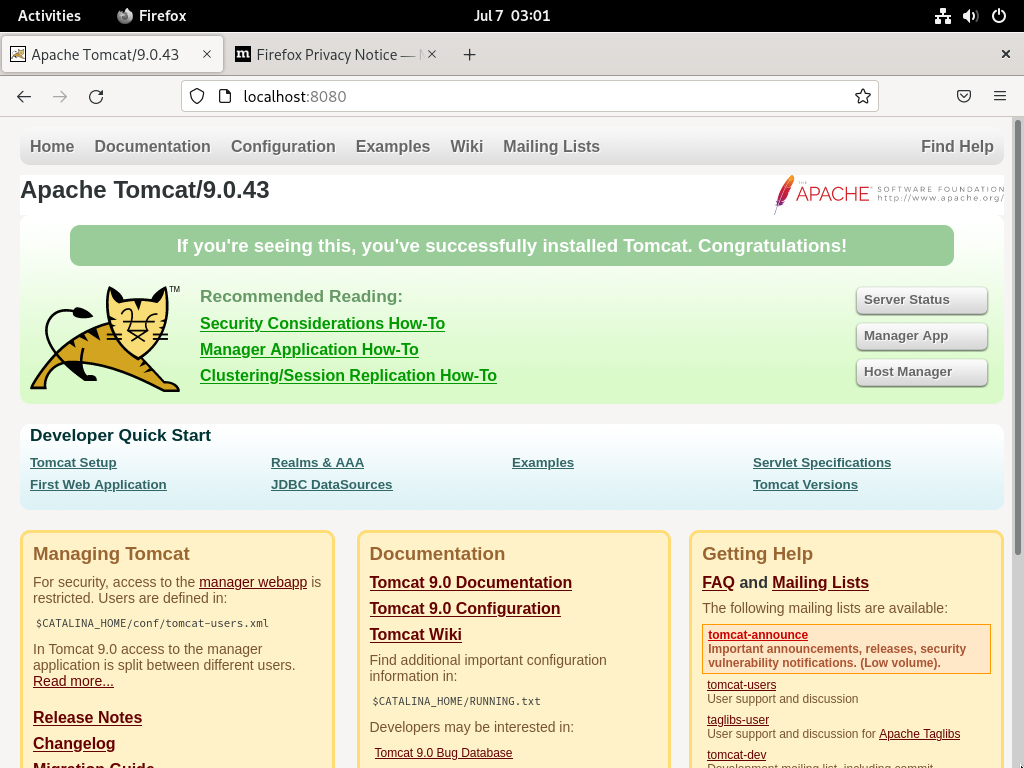 Activities Firefox Jul 7 03:01
Apache Tomcat/9.0.43 Firefox Privacy Notice —
localhost:8080
Home Documentation Configuration Examples Wiki Mailing Lists Find Help
Apache Tomcat/9.0.43
THE APACHE SOFTWARE FOUNDATION
http://www.apache.org/
If you're seeing this, you've successfully installed Tomcat. Congratulations!
TM
Recommended Reading:
Security Considerations How-To
Manager Application How-To
Clustering/Session Replication How-To
Server Status
Manager App
Host Manager
Developer Quick Start
Tomcat Setup
First Web Application
Realms & AAA
JDBC DataSources
Examples
Servlet Specifications
Tomcat Versions
Managing Tomcat
For security, access to the manager webapp is
restricted. Users are defined in:
$CATALINA_HOME/conf/tomcat-users.xml
In Tomcat 9.0 access to the manager
application is split between different users.
Read more...
Release Notes
Changelog
Migration Guide
Documentation
Tomcat 9.0 Documentation
Tomcat 9.0 Configuration
Tomcat Wiki
Find additional important configuration
information in:
$CATALINA_HOME/RUNNING.txt
Developers may be interested in:
Tomcat 9.0 Bug Database
Getting Help
FAQ and Mailing Lists
The following mailing lists are available:
tomcat-announce
Important announcements, releases, security
vulnerability notifications. (Low volume).
tomcat-users
User support and discussion
taglibs-user
User support and discussion for Apache Taglibs
tomcat-dev
Development mailing list, including commit